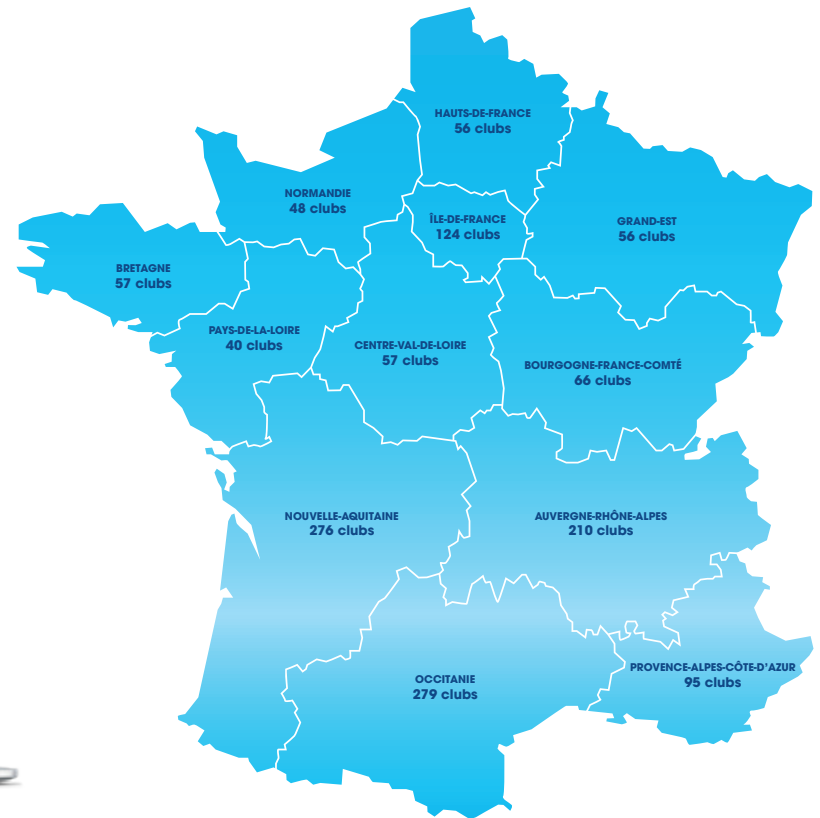 HAUTS-DE-FRANCE
56 clubs
NORMANDIE
48 clubs
ÎLE-DE-FRANCE
124 clubs
GRAND-EST
56 clubs
BRETAGNE
57 clubs
PAYS-DE-LA-LOIRE
40 clubs
CENTRE-VAL-DE-LOIRE
57 clubs
BOURGOGNE-FRANCE-COMTÉ
66 clubs
NOUVELLE-AQUITAINE
276 clubs
AUVERGNE-RHÔNE-ALPES
210 clubs
OCCITANIE
279 clubs
PROVENCE-ALPES-CÔTE-D'AZUR
95 clubs